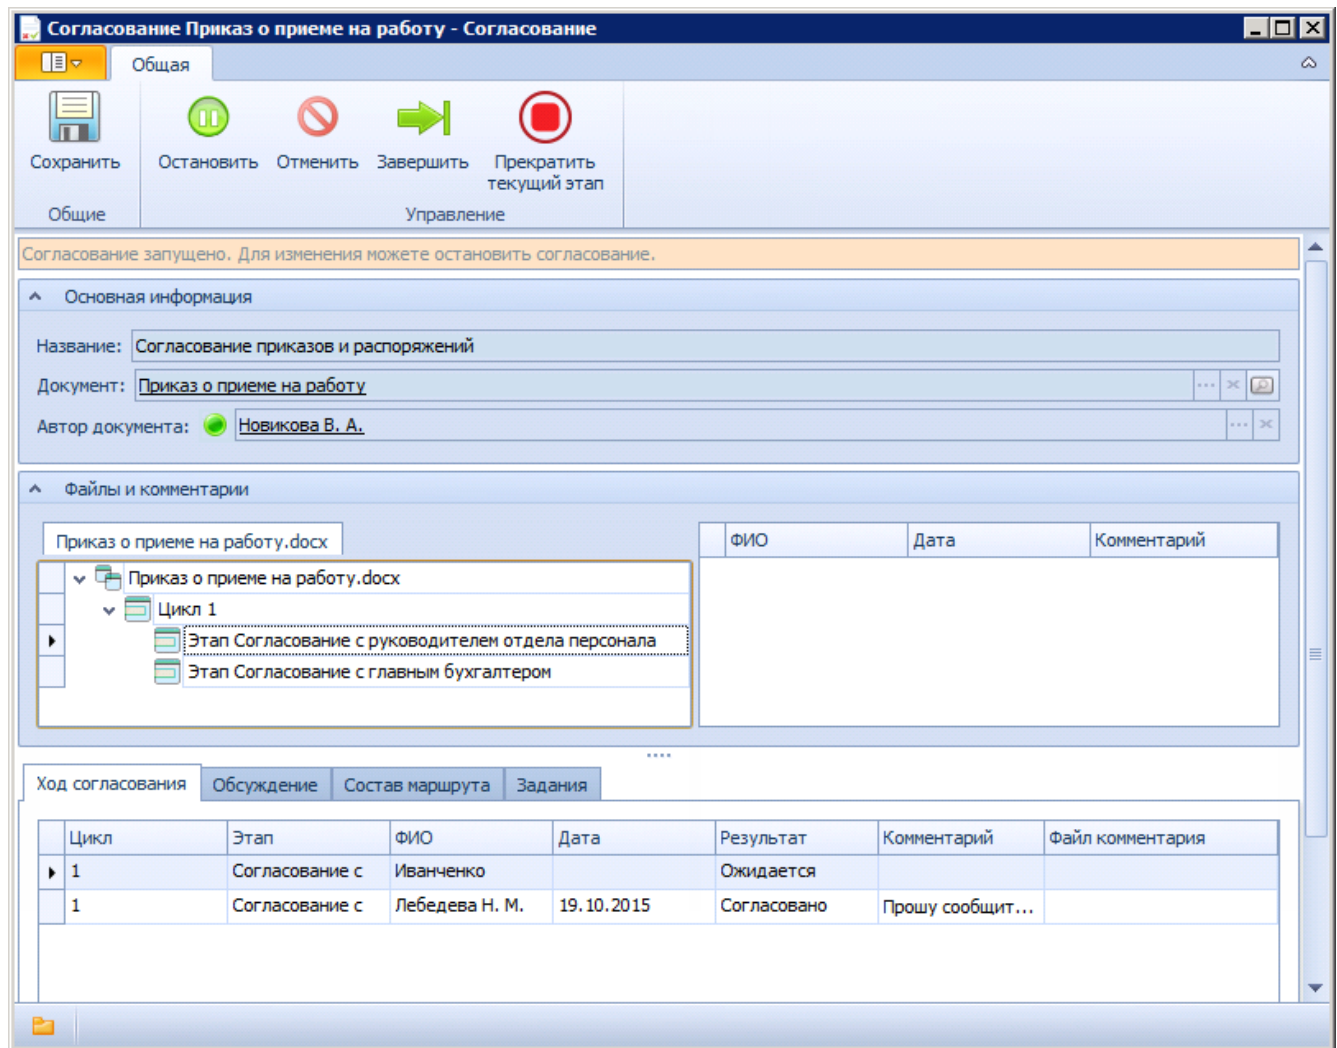 Согласование Приказ о приеме на работу - Согласование
Общая
Сохранить
Остановить
Отменить
Завершить
Прекратить
текущий этап
Общие
Управление
Согласование запущено. Для изменения можете остановить согласование.
Основная информация
Название: Согласование приказов и распоряжений
Документ: Приказ о приеме на работу
Автор документа: Новикова В. А.
Файлы и комментарии
Приказ о приеме на работу.docx
Приказ о приеме на работу.docx
Цикл 1
Этап Согласование с руководителем отдела персонала
Этап Согласование с главным бухгалтером
ФИО Дата Комментарий
Ход согласования Обсуждение Состав маршрута Задания
Цикл Этап ФИО Дата Результат Комментарий Файл комментария
1 Согласование с Иванченко Ожидается
1 Согласование с Лебедева Н. М. 19.10.2015 Согласовано Прошу сообщит...